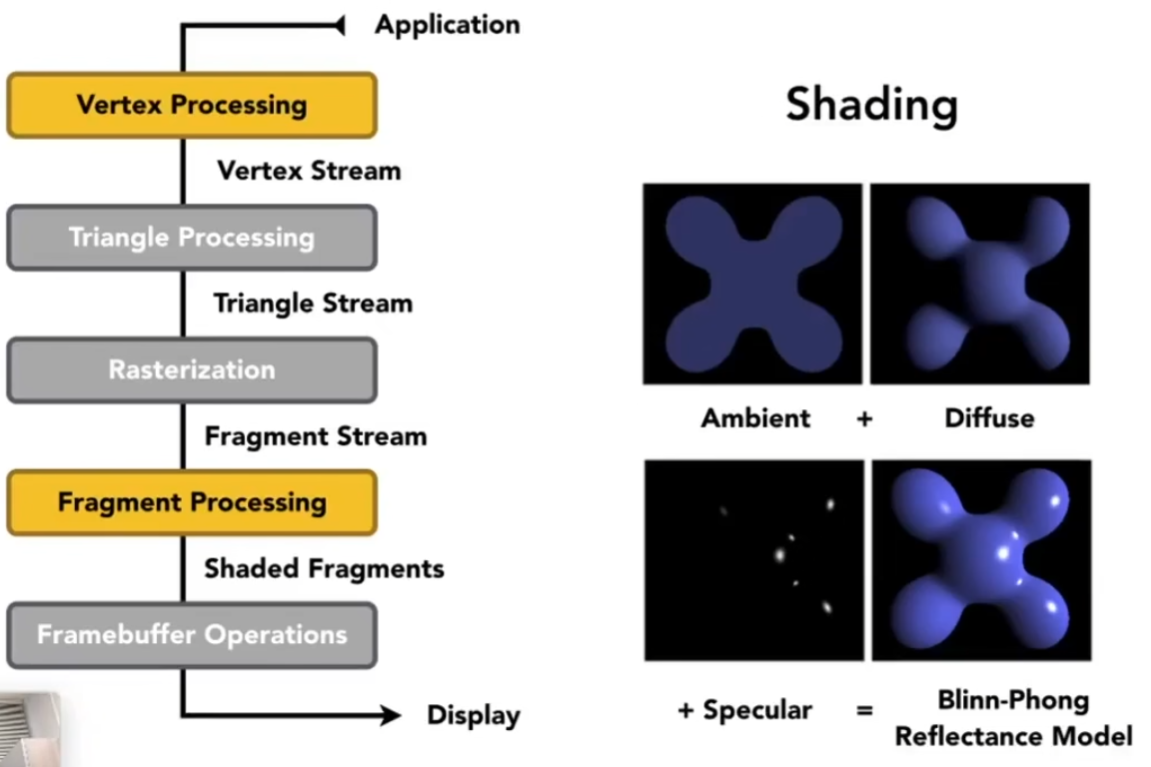 Application
Vertex Processing
Vertex Stream
Triangle Processing
Triangle Stream
Rasterization
Fragment Stream
Fragment Processing
Shaded Fragments
Framebuffer Operations
Display
Shading
Ambient + Diffuse
+ Specular = Blinn-Phong
Reflectance Model